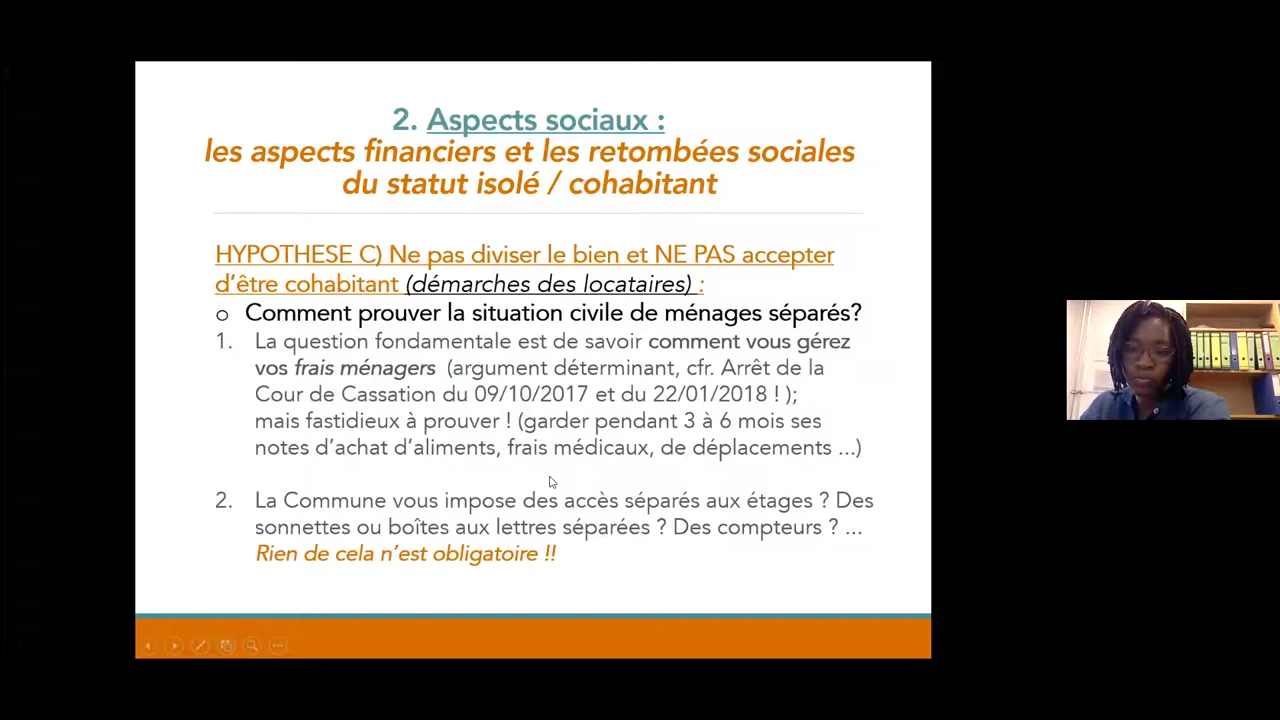 2. Aspects sociaux :
les aspects financiers et les retombées sociales
du statut isolé / cohabitant
HYPOTHESE C) Ne pas diviser le bien et NE PAS accepter
d'être cohabitant (démarches des locataires) :
o Comment prouver la situation civile de ménages séparés?
1. La question fondamentale est de savoir comment vous gérez
vos frais ménagers (argument déterminant, cfr. Arrêt de la
Cour de Cassation du 09/10/2017 et du 22/01/2018 ! );
mais fastidieux à prouver ! (garder pendant 3 à 6 mois ses
notes d'achat d'aliments, frais médicaux, de déplacements ...)
2. La Commune vous impose des accès séparés aux étages ? Des
sonnettes ou boîtes aux lettres séparées ? Des compteurs ? ...
Rien de cela n'est obligatoire !!